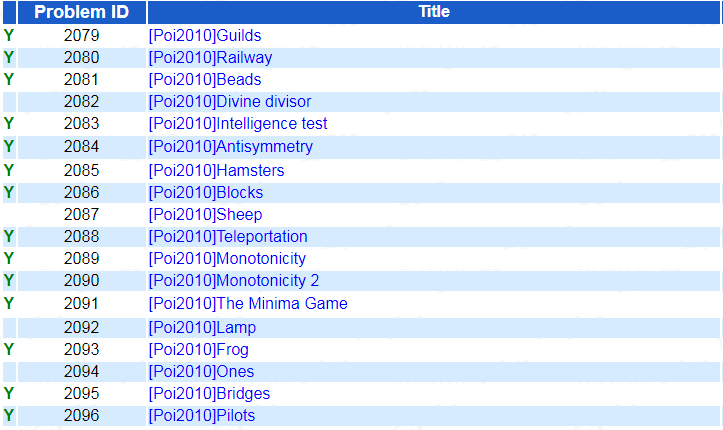 Problem ID Title
Y 2079 [Poi2010]Guilds
Y 2080 [Poi2010]Railway
Y 2081 [Poi2010]Beads
2082 [Poi2010]Divine divisor
Y 2083 [Poi2010]Intelligence test
Y 2084 [Poi2010]Antisymmetry
Y 2085 [Poi2010]Hamsters
Y 2086 [Poi2010]Blocks
2087 [Poi2010]Sheep
Y 2088 [Poi2010]Teleportation
Y 2089 [Poi2010]Monotonicity
Y 2090 [Poi2010]Monotonicity 2
Y 2091 [Poi2010]The Minima Game
2092 [Poi2010]Lamp
Y 2093 [Poi2010]Frog
2094 [Poi2010]Ones
Y 2095 [Poi2010]Bridges
Y 2096 [Poi2010]Pilots